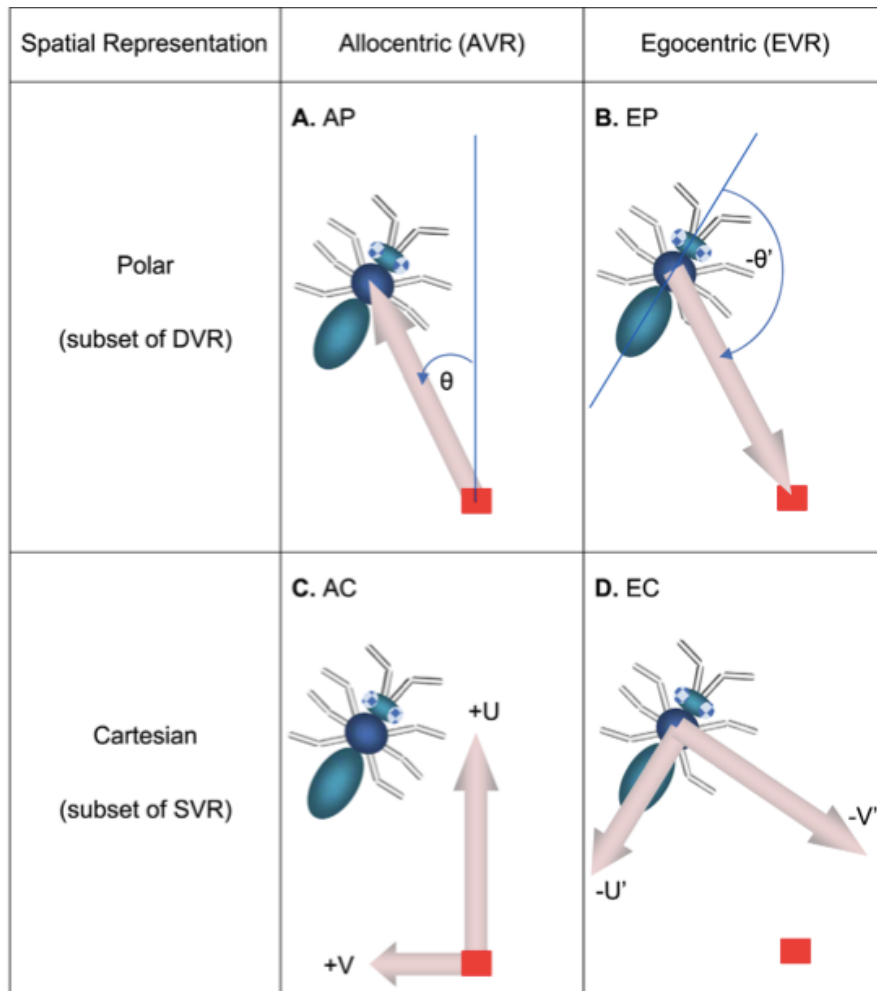 Spatial Representation
Allocentric (AVR)
Egocentric (EVR)
Polar
(subset of DVR)
A. AP
θ
B. EP
-θ’
Cartesian
(subset of SVR)
C. AC
+U
+V
D. EC
-V’
-U’